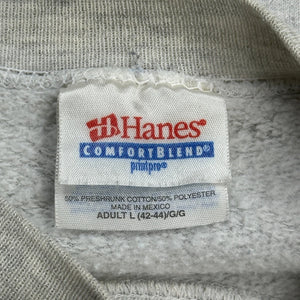 Hanes®
COMFORTBLEND®
printpro®
50% PRESHRUNK COTTON/50% POLYESTER
MADE IN MEXICO
ADULT L (42-44)/G/G